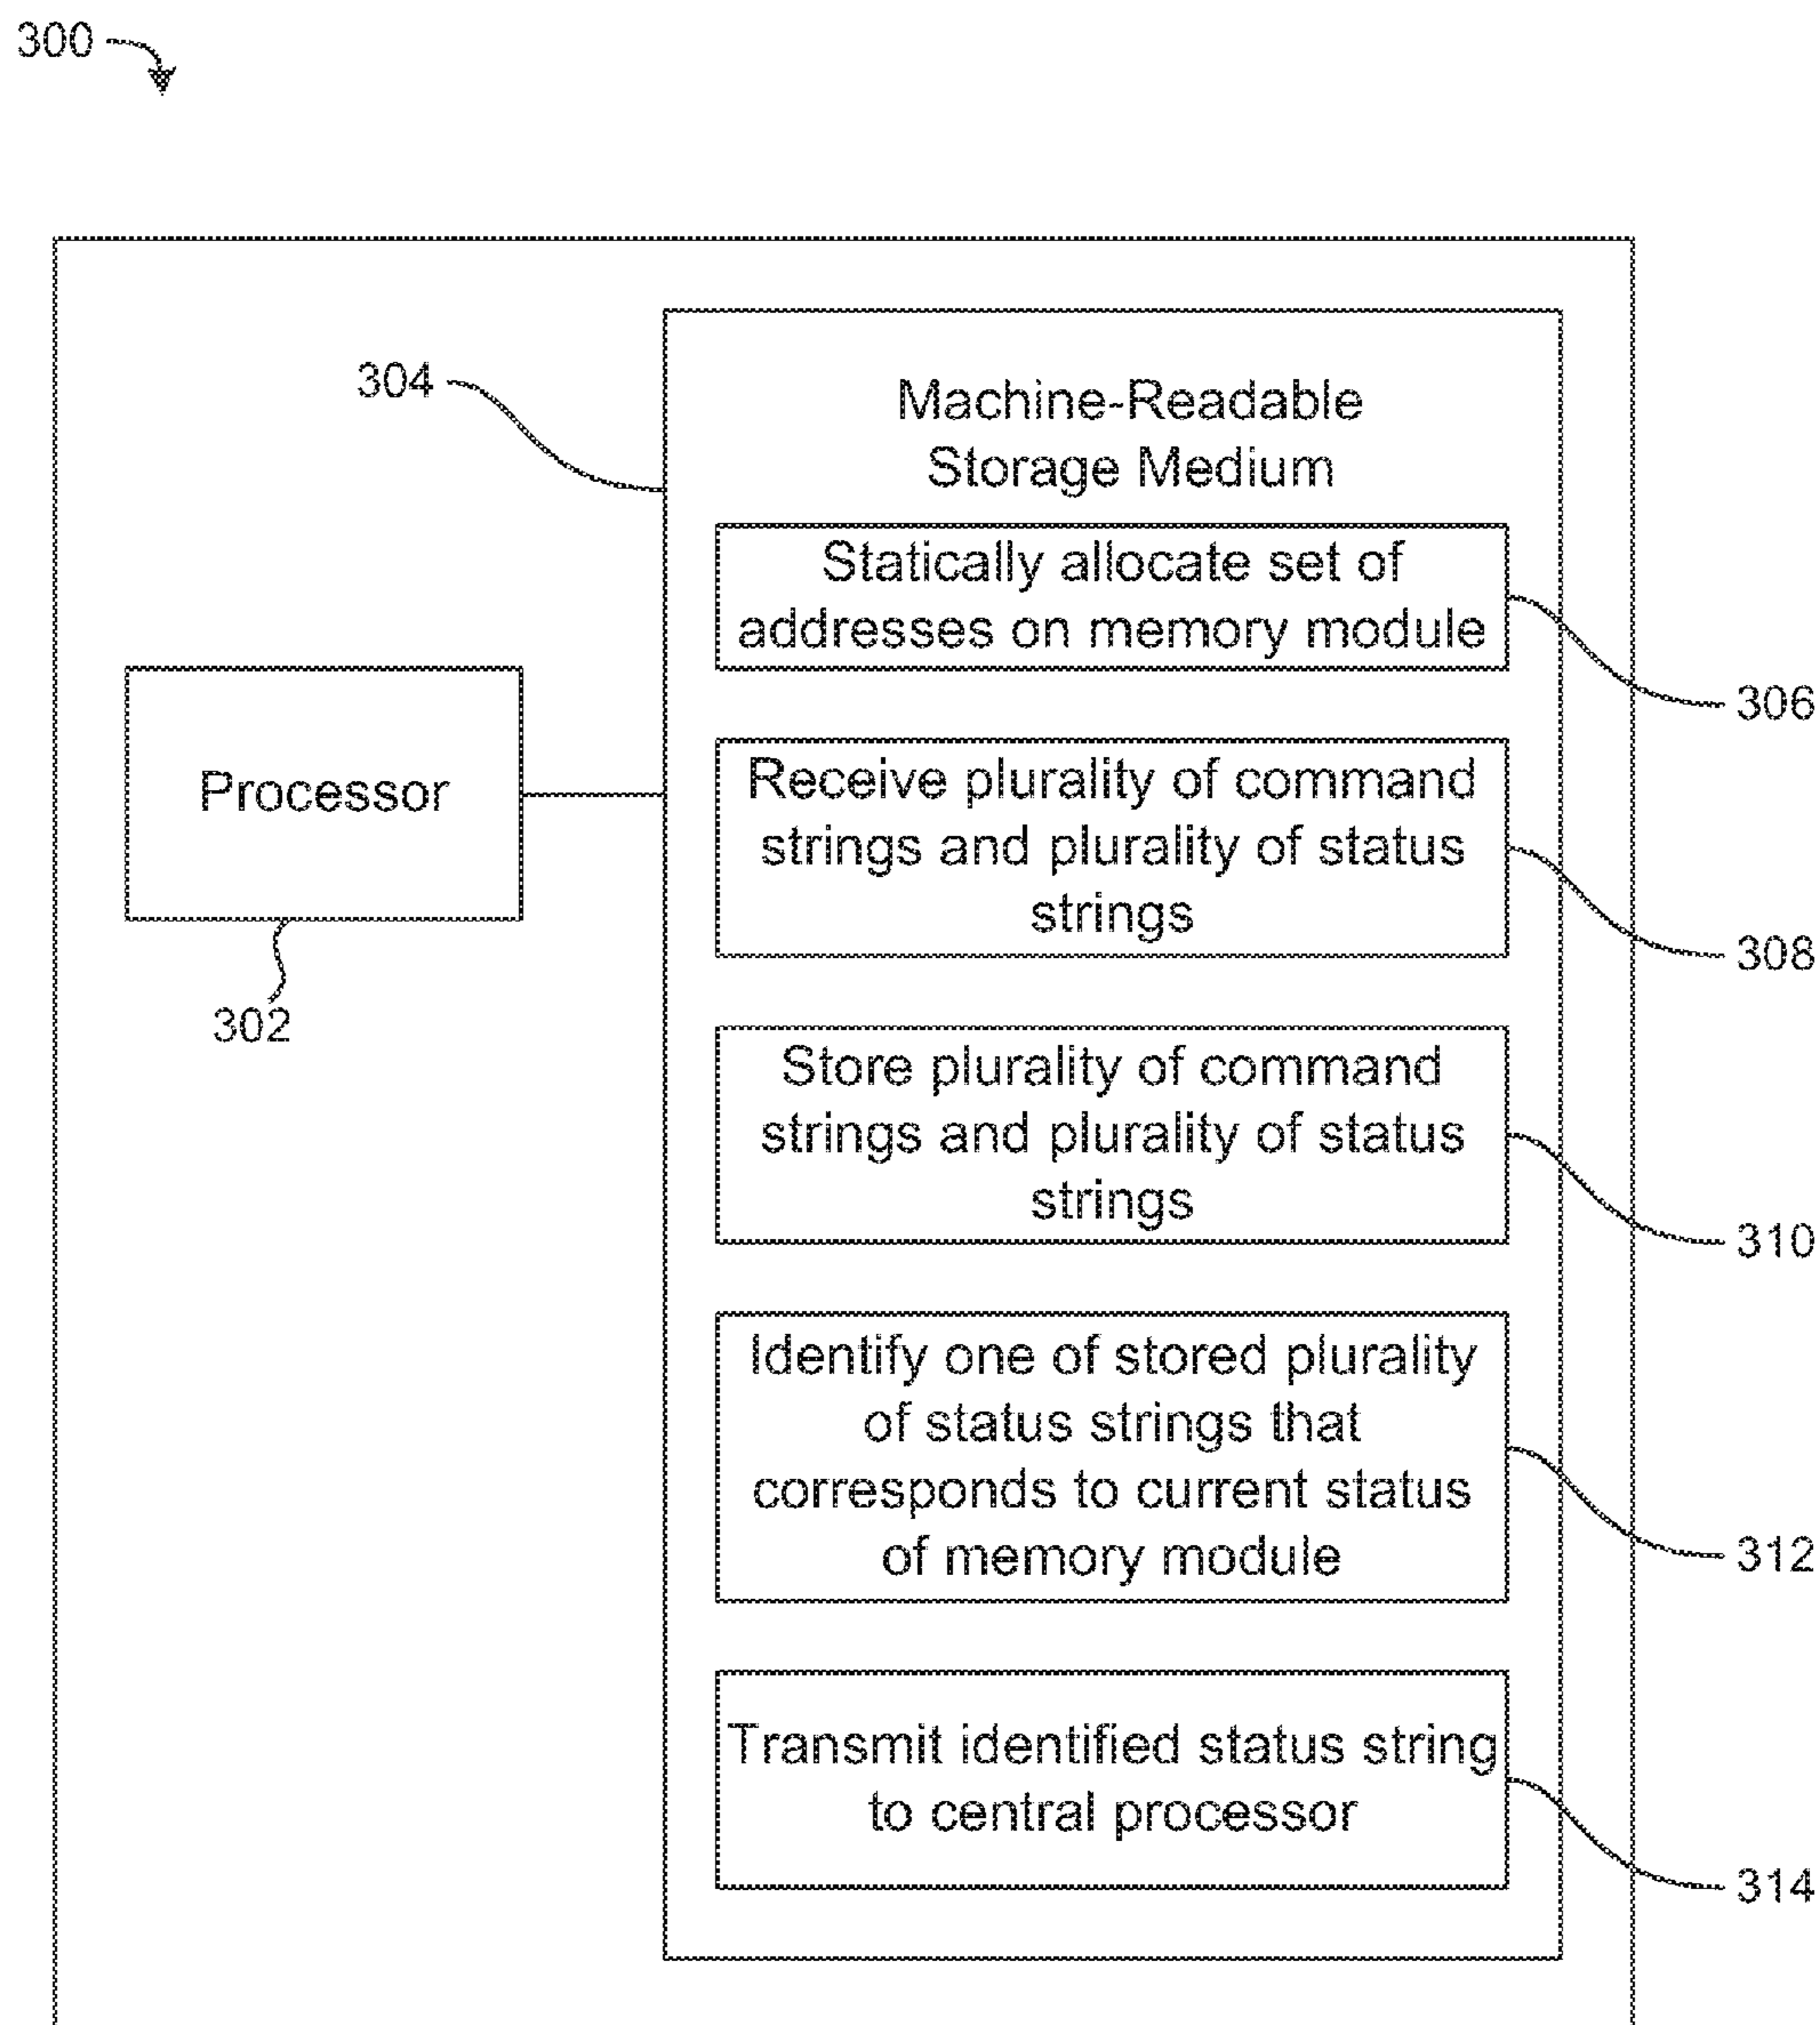 300
304
Machine-Readable
Storage Medium
Statically allocate set of
addresses on memory module
306
Processor
302
Receive plurality of command
strings and plurality of status
strings
308
Store plurality of command
strings and plurality of status
strings
310
Identify one of stored plurality
of status strings that
corresponds to current status
of memory module
312
Transmit identified status string
to central processor
314